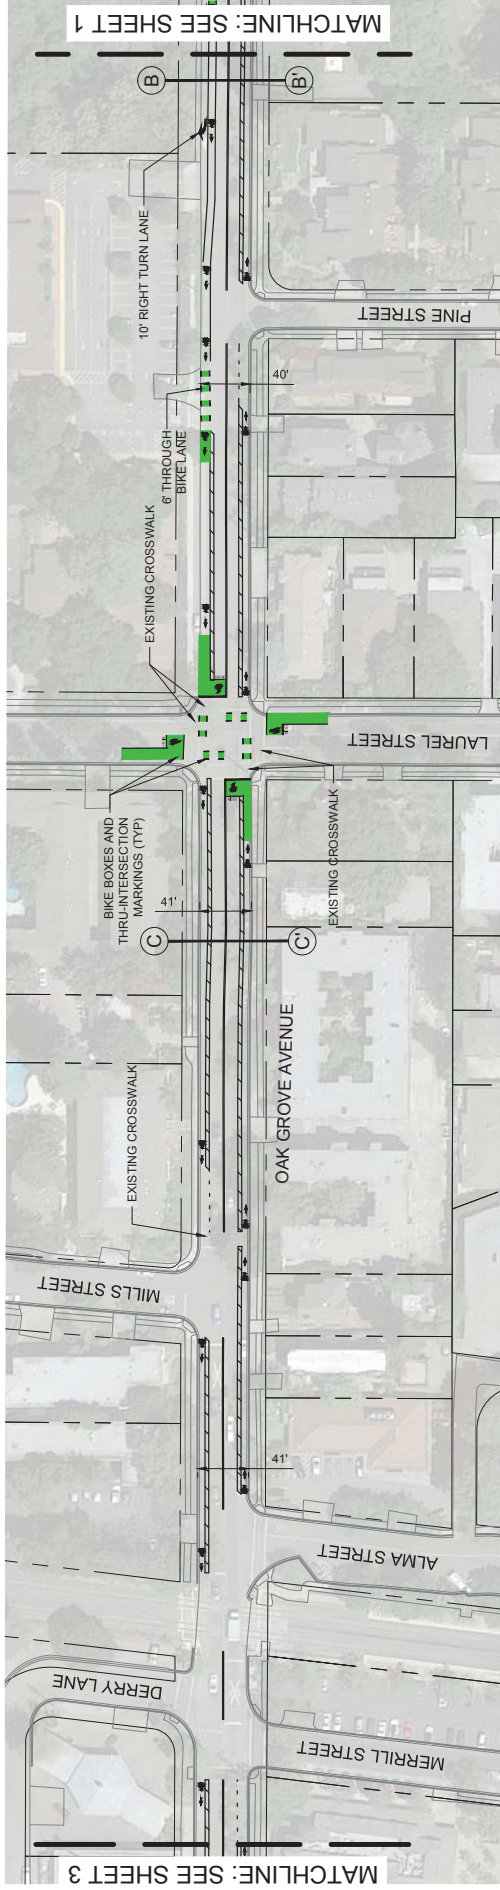 MATCHLINE: SEE SHEET 1
B
B'
10' RIGHT TURN LANE
PINE STREET
40'
6' THROUGH
BIKE LANE
EXISTING CROSSWALK
LAUREL STREET
BIKE BOXES AND
THRU-INTERSECTION
MARKINGS (TYP)
EXISTING CROSSWALK
41'
C
C'
OAK GROVE AVENUE
EXISTING CROSSWALK
MILLS STREET
41'
ALMA STREET
DERRY LANE
MERRILL STREET
MATCHLINE: SEE SHEET 3